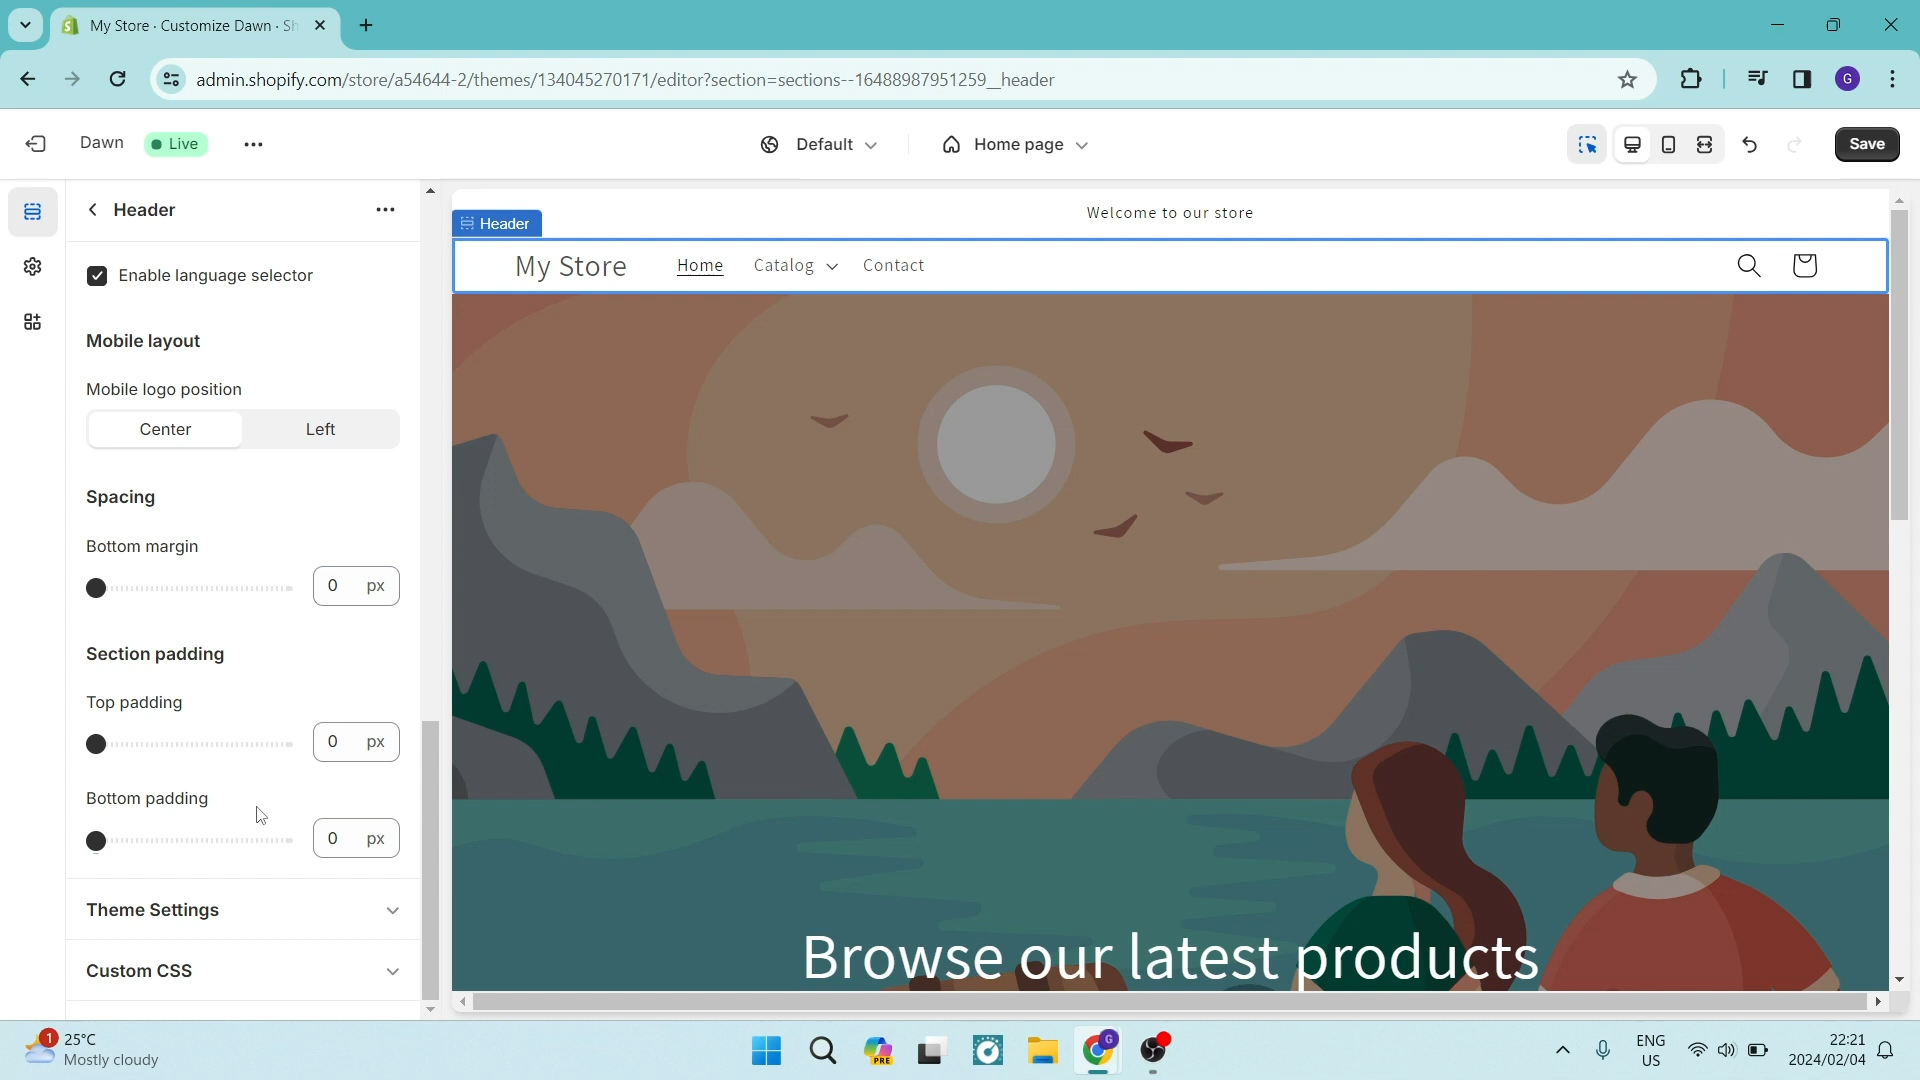 My Store · Customize Dawn · Sh
admin.shopify.com/store/a54644-2/themes/134045270171/editor?section=sections--16488987951259__header
G
Dawn
Live
Default
Home page
Save
Header
Enable language selector
Mobile layout
Mobile logo position
Center
Left
Spacing
Bottom margin
0 px
Section padding
Top padding
0 px
Bottom padding
0 px
Theme Settings
Custom CSS
Welcome to our store
Header
My Store
Home
Catalog
Contact
Browse our latest products
1
25°C
Mostly cloudy
PRE
G
ENG
US
22:21
2024/02/04